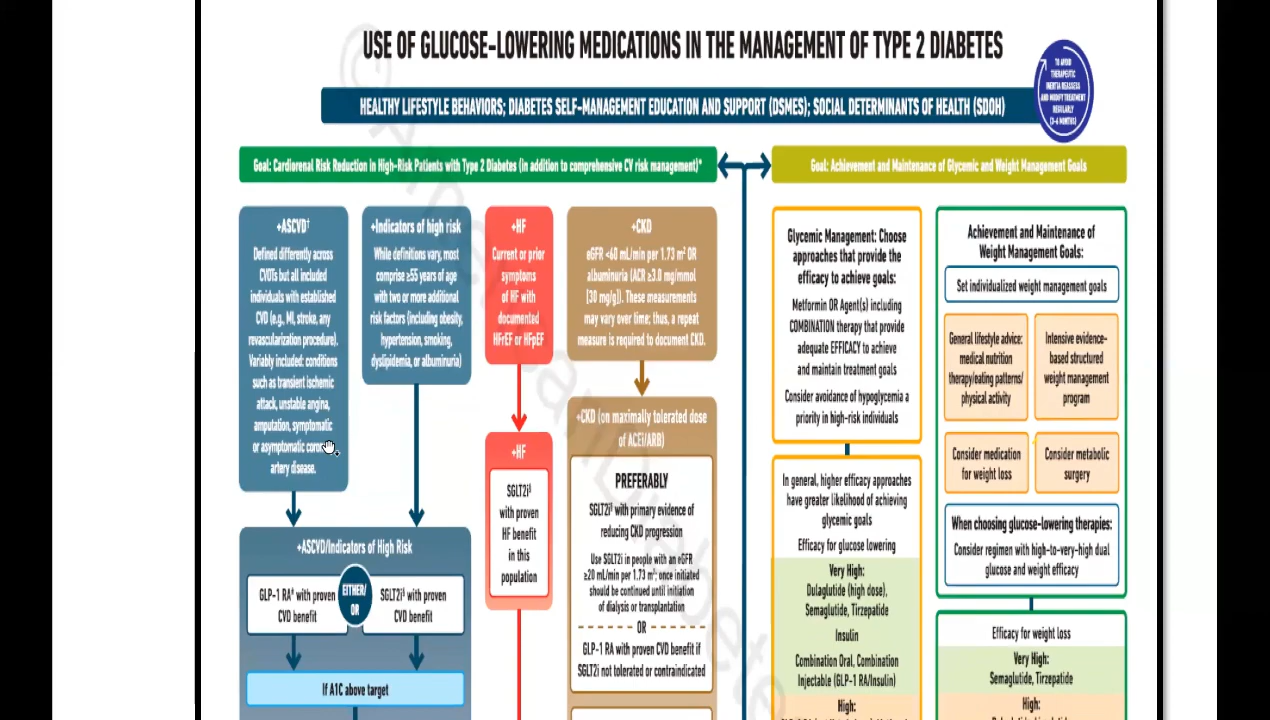 USE OF GLUCOSE-LOWERING MEDICATIONS IN THE MANAGEMENT OF TYPE 2 DIABETES
TO AVOID
THERAPEUTIC
INERTIA REASSESS
AND MODIFY TREATMENT
REGULARLY
(3-6 MONTHS)
HEALTHY LIFESTYLE BEHAVIORS; DIABETES SELF-MANAGEMENT EDUCATION AND SUPPORT (DSMES); SOCIAL DETERMINANTS OF HEALTH (SDOH)
Goal: Cardiorenal Risk Reduction in High-Risk Patients with Type 2 Diabetes (in addition to comprehensive CV risk management)*
Goal: Achievement and Maintenance of Glycemic and Weight Management Goals
+ASCVD†
Defined differently across
CVOTs but all included
individuals with established
CVD (e.g., MI, stroke, any
revascularization procedure).
Variably included: conditions
such as transient ischemic
attack, unstable angina,
amputation, symptomatic
or asymptomatic coronary
artery disease.
+Indicators of high risk
While definitions vary, most
comprise ≥55 years of age
with two or more additional
risk factors (including obesity,
hypertension, smoking,
dyslipidemia, or albuminuria)
+HF
Current or prior
symptoms
of HF with
documented
HFrEF or HFpEF
+CKD
eGFR <60 mL/min per 1.73 m² OR
albuminuria (ACR ≥3.0 mg/mmol
[30 mg/g]). These measurements
may vary over time; thus, a repeat
measure is required to document CKD.
+ASCVD/Indicators of High Risk
GLP-1 RA# with proven
CVD benefit
EITHER/
OR
SGLT2i§ with proven
CVD benefit
If A1C above target
+HF
SGLT2i§
with proven
HF benefit
in this
population
+CKD (on maximally tolerated dose
of ACEi/ARB)
PREFERABLY
SGLT2i§ with primary evidence of
reducing CKD progression
Use SGLT2i in people with an eGFR
≥20 mL/min per 1.73 m²; once initiated
should be continued until initiation
of dialysis or transplantation
OR
GLP-1 RA with proven CVD benefit if
SGLT2i not tolerated or contraindicated
Glycemic Management: Choose
approaches that provide the
efficacy to achieve goals:
Metformin OR Agent(s) including
COMBINATION therapy that provide
adequate EFFICACY to achieve
and maintain treatment goals
Consider avoidance of hypoglycemia a
priority in high-risk individuals
In general, higher efficacy approaches
have greater likelihood of achieving
glycemic goals
Efficacy for glucose lowering
Very High:
Dulaglutide (high dose),
Semaglutide, Tirzepatide
Insulin
Combination Oral, Combination
Injectable (GLP-1 RA/Insulin)
High:
Achievement and Maintenance of
Weight Management Goals:
Set individualized weight management goals
General lifestyle advice:
medical nutrition
therapy/eating patterns/
physical activity
Intensive evidence-
based structured
weight management
program
Consider medication
for weight loss
Consider metabolic
surgery
When choosing glucose-lowering therapies:
Consider regimen with high-to-very-high dual
glucose and weight efficacy
Efficacy for weight loss
Very High:
Semaglutide, Tirzepatide
High:
© American Diabetes